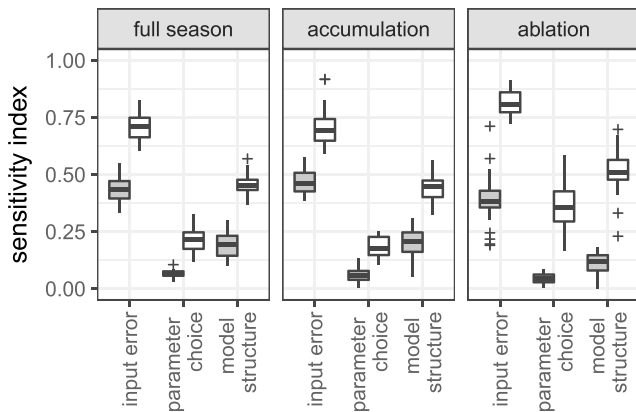 full season
accumulation
ablation
sensitivity index
1.00
0.75
0.50
0.25
0.00
input error
parameter
choice
model
structure
input error
parameter
choice
model
structure
input error
parameter
choice
model
structure